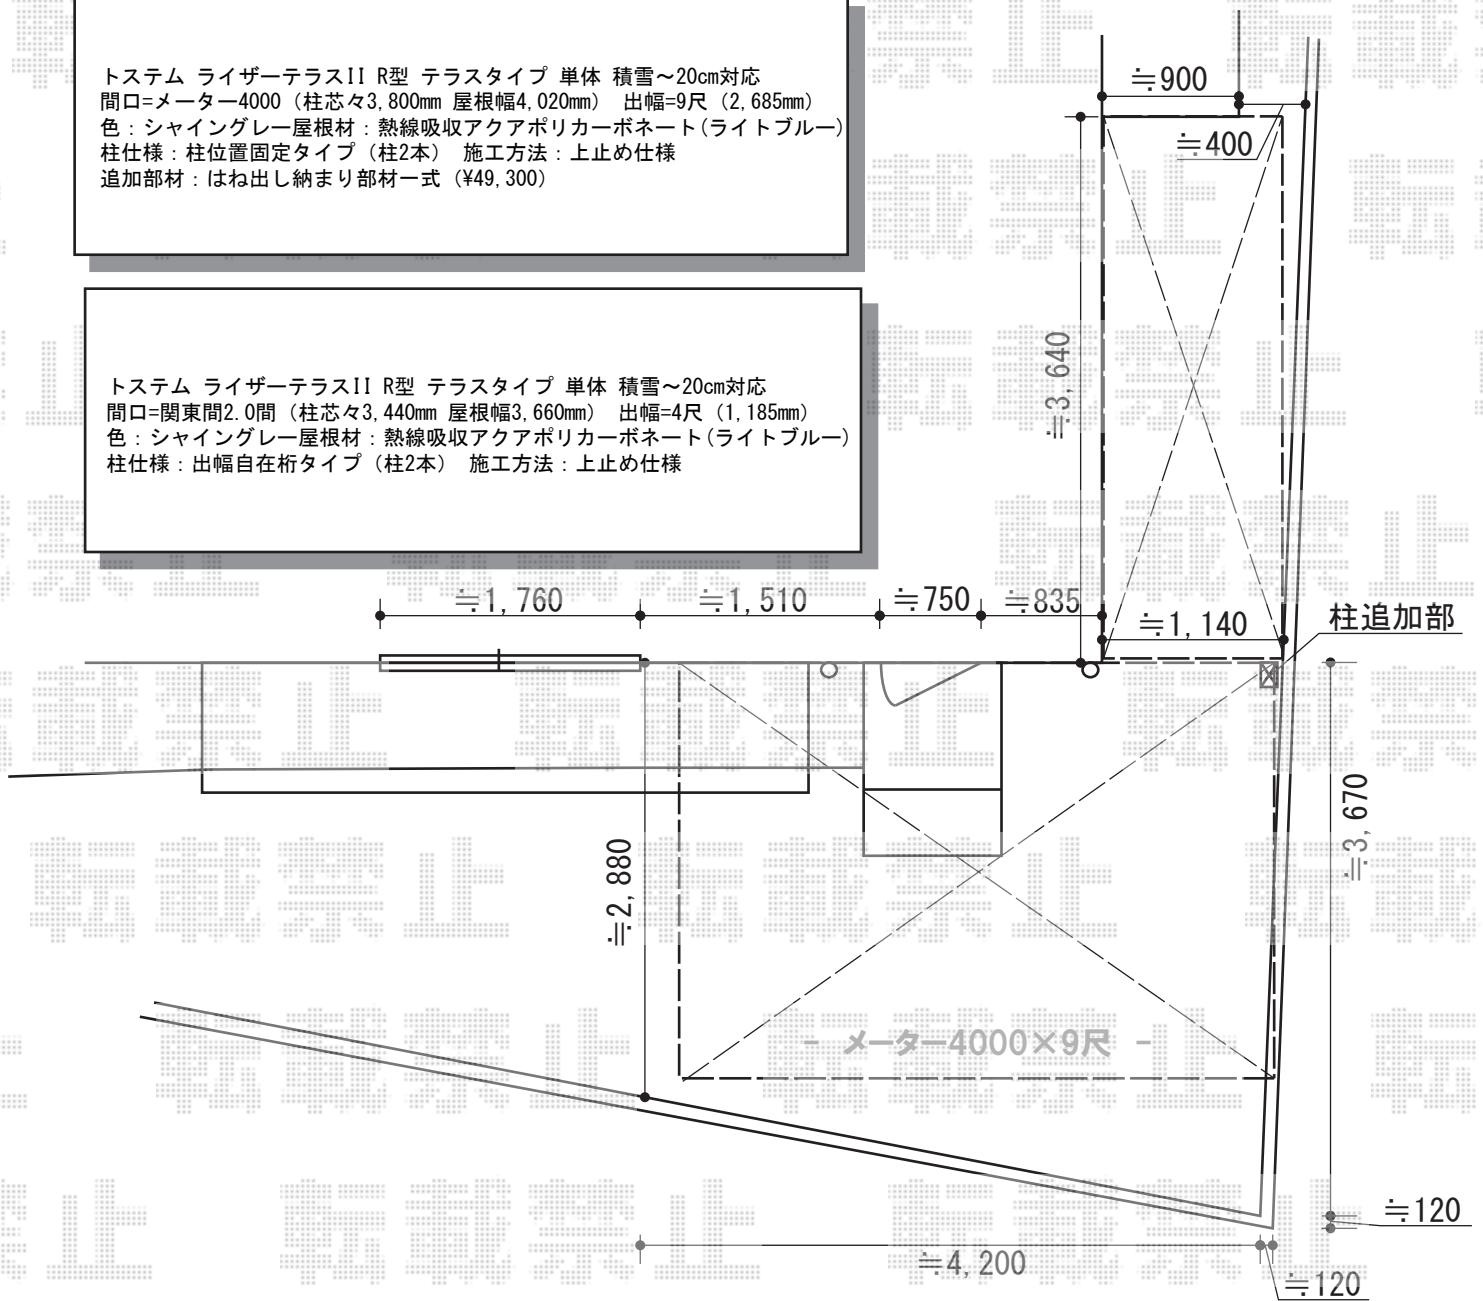 トステム ライザーテラスII R型 テラスタイプ 単体 積雪～20cm対応
間口=メーター4000（柱芯々3,800mm 屋根幅4,020mm） 出幅=9尺（2,685mm）
色：シャイングレー屋根材：熱線吸収アクアポリカーボネート(ライトブルー)
柱仕様：柱位置固定タイプ（柱2本） 施工方法：上止め仕様
追加部材：はね出し納まり部材一式（¥49,300）
トステム ライザーテラスII R型 テラスタイプ 単体 積雪～20cm対応
間口=関東間2.0間（柱芯々3,440mm 屋根幅3,660mm） 出幅=4尺（1,185mm）
色：シャイングレー屋根材：熱線吸収アクアポリカーボネート(ライトブルー)
柱仕様：出幅自在桁タイプ（柱2本） 施工方法：上止め仕様
≒900
≒400
≒3,640
≒1,760
≒1,510
≒750
≒835
≒1,140
柱追加部
≒2,880
≒3,670
- メーター4000×9尺 -
≒120
≒4,200
≒120
転載禁止